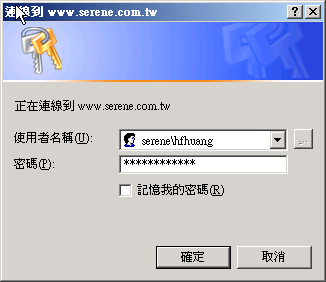 連線到 www.serene.com.tw
正在連線到 www.serene.com.tw
使用者名稱(U): serene\hfhuang ...
密碼(P): ************
記憶我的密碼(R)
確定 取消